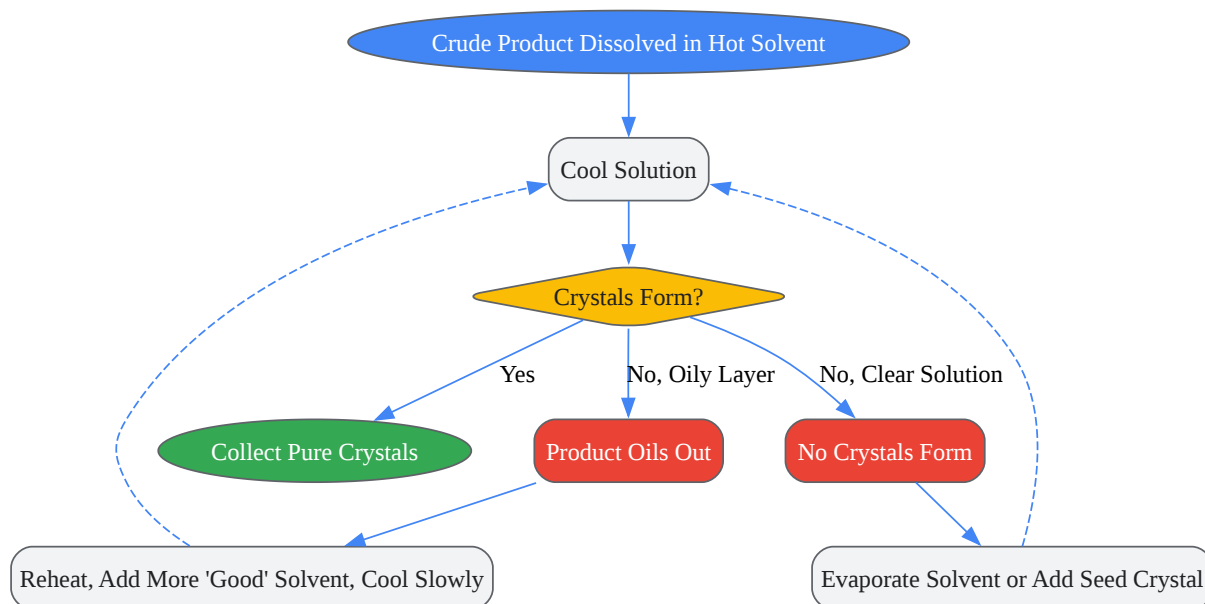 Crude Product Dissolved in Hot Solvent
Cool Solution
Crystals Form?
Yes
No, Oily Layer
No, Clear Solution
Collect Pure Crystals
Product Oils Out
No Crystals Form
Reheat, Add More 'Good' Solvent, Cool Slowly
Evaporate Solvent or Add Seed Crystal